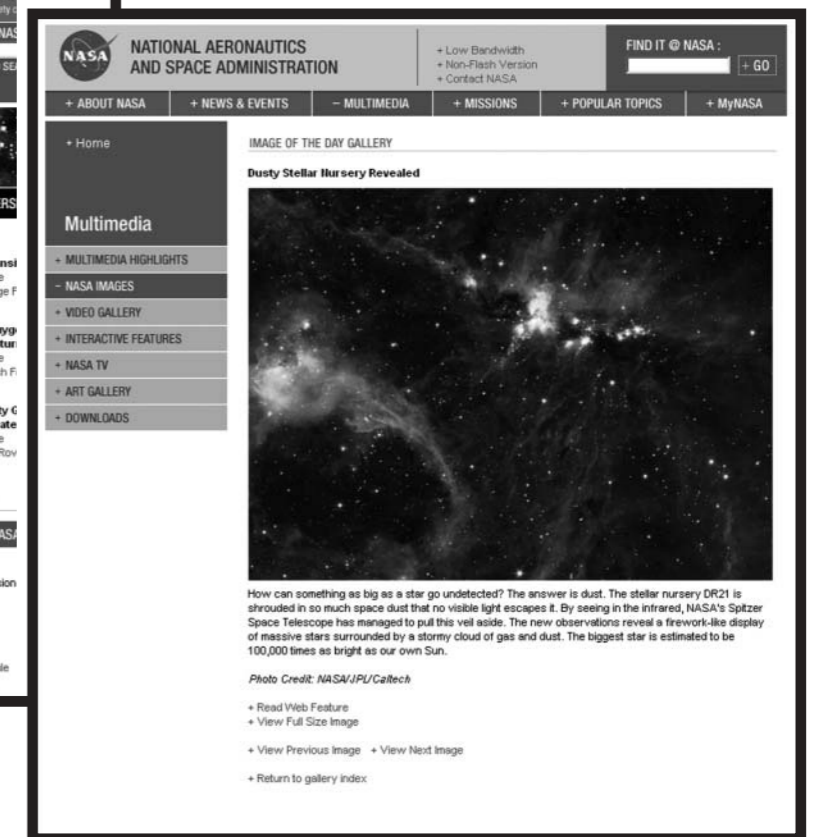 NASA
NATIONAL AERONAUTICS
AND SPACE ADMINISTRATION
+ Low Bandwidth
+ Non-Flash Version
+ Contact NASA
FIND IT @ NASA :
+ GO
+ ABOUT NASA
+ NEWS & EVENTS
− MULTIMEDIA
+ MISSIONS
+ POPULAR TOPICS
+ MyNASA
+ Home
Multimedia
+ MULTIMEDIA HIGHLIGHTS
− NASA IMAGES
+ VIDEO GALLERY
+ INTERACTIVE FEATURES
+ NASA TV
+ ART GALLERY
+ DOWNLOADS
IMAGE OF THE DAY GALLERY
Dusty Stellar Nursery Revealed
How can something as big as a star go undetected? The answer is dust. The stellar nursery DR21 is
shrouded in so much space dust that no visible light escapes it. By seeing in the infrared, NASA's Spitzer
Space Telescope has managed to pull this veil aside. The new observations reveal a firework-like display
of massive stars surrounded by a stormy cloud of gas and dust. The biggest star is estimated to be
100,000 times as bright as our own Sun.
Photo Credit: NASA/JPL/Caltech
+ Read Web Feature
+ View Full Size Image
+ View Previous Image + View Next Image
+ Return to gallery index